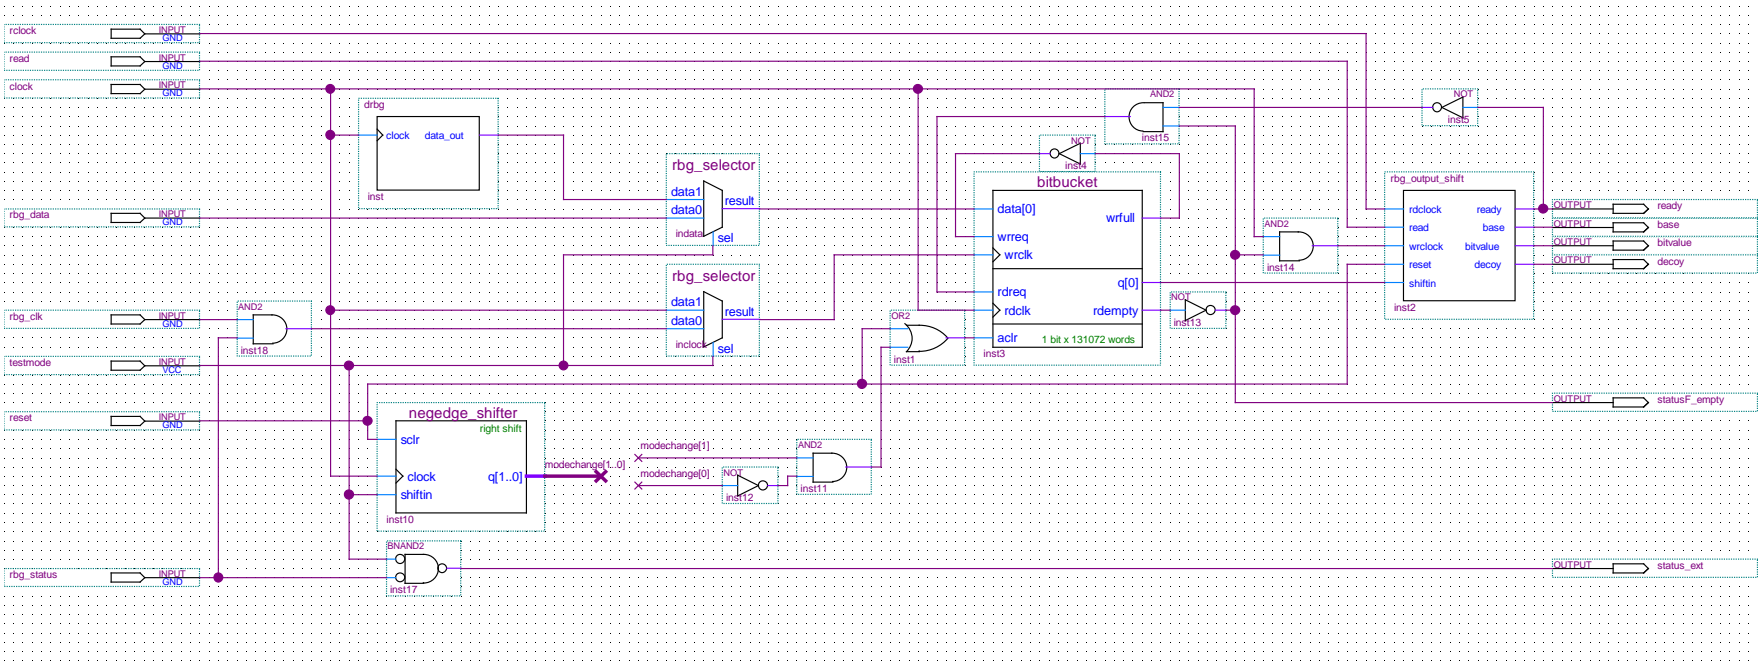 rclock
INPUT
GND
read
INPUT
GND
clock
INPUT
GND
drbg
clock
data_out
inst
rbg_selector
data1
data0
result
indata
sel
rbg_data
INPUT
GND
rbg_selector
data1
data0
result
inclock
sel
rbg_clk
INPUT
GND
AND2
inst18
testmode
INPUT
VCC
reset
INPUT
GND
negedge_shifter
right shift
sclr
clock
q[1..0]
shiftin
inst10
modechange[1..0]
modechange[1]
modechange[0]
NOT
inst12
AND2
inst11
OR2
inst1
rbg_status
INPUT
GND
BNAND2
inst17
AND2
inst15
NOT
inst4
bitbucket
data[0]
wrfull
wrreq
wrclk
q[0]
rdreq
rdclk
rdempty
aclr
1 bit x 131072 words
inst3
NOT
inst13
AND2
inst14
NOT
inst5
rbg_output_shift
rdclock
ready
read
base
wrclock
bitvalue
reset
decoy
shiftin
inst2
OUTPUT
ready
OUTPUT
base
OUTPUT
bitvalue
OUTPUT
decoy
OUTPUT
statusF_empty
OUTPUT
status_ext